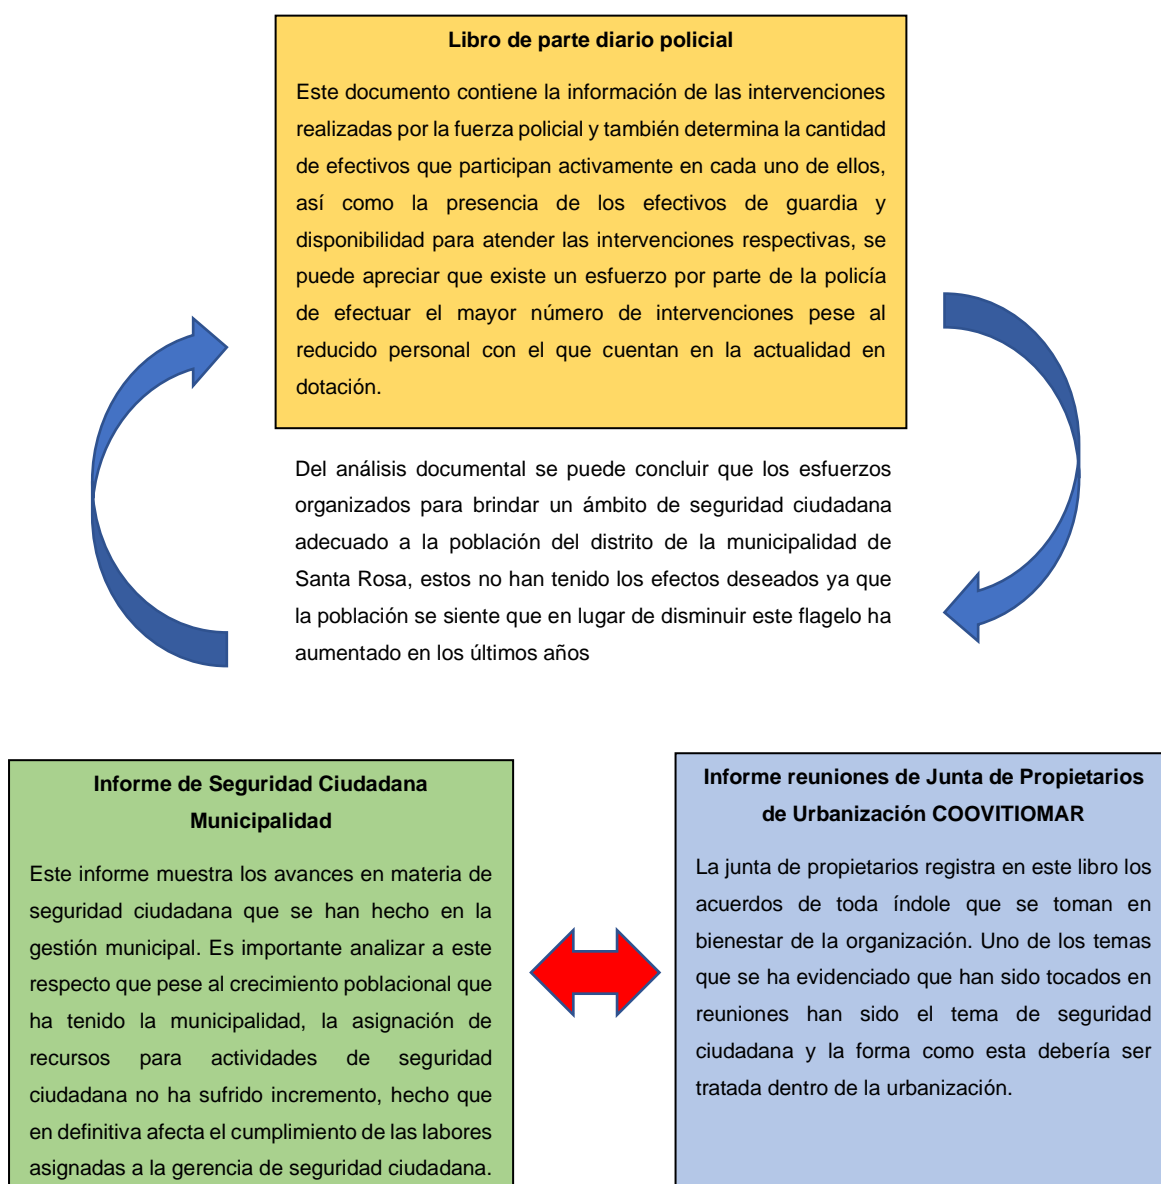 Libro de parte diario policial
Este documento contiene la información de las intervenciones
realizadas por la fuerza policial y también determina la cantidad
de efectivos que participan activamente en cada uno de ellos,
así como la presencia de los efectivos de guardia y
disponibilidad para atender las intervenciones respectivas, se
puede apreciar que existe un esfuerzo por parte de la policía
de efectuar el mayor número de intervenciones pese al
reducido personal con el que cuentan en la actualidad en
dotación.
Del análisis documental se puede concluir que los esfuerzos
organizados para brindar un ámbito de seguridad ciudadana
adecuado a la población del distrito de la municipalidad de
Santa Rosa, estos no han tenido los efectos deseados ya que
la población se siente que en lugar de disminuir este flagelo ha
aumentado en los últimos años
Informe de Seguridad Ciudadana
Municipalidad
Este informe muestra los avances en materia de
seguridad ciudadana que se han hecho en la
gestión municipal. Es importante analizar a este
respecto que pese al crecimiento poblacional que
ha tenido la municipalidad, la asignación de
recursos para actividades de seguridad
ciudadana no ha sufrido incremento, hecho que
en definitiva afecta el cumplimiento de las labores
asignadas a la gerencia de seguridad ciudadana.
Informe reuniones de Junta de Propietarios
de Urbanización COOVITIOMAR
La junta de propietarios registra en este libro los
acuerdos de toda índole que se toman en
bienestar de la organización. Uno de los temas
que se ha evidenciado que han sido tocados en
reuniones han sido el tema de seguridad
ciudadana y la forma como esta debería ser
tratada dentro de la urbanización.